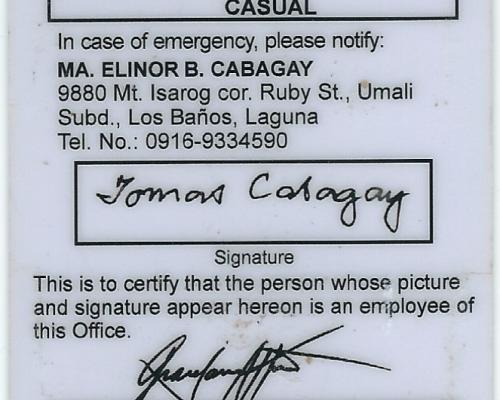 CASUAL
In case of emergency, please notify:
MA. ELINOR B. CABAGAY
9880 Mt. Isarog cor. Ruby St., Umali
Subd., Los Baños, Laguna
Tel. No.: 0916-9334590
Tomas Cabagay
Signature
This is to certify that the person whose picture
and signature appear hereon is an employee of
this Office.